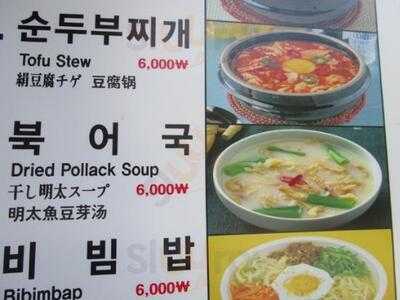 순두부찌개
Tofu Stew 6,000₩
絹豆腐チゲ 豆腐锅
북어국
Dried Pollack Soup
干し明太スープ 6,000₩
明太魚豆芽汤
비빔밥
Bibimbap 6,000₩